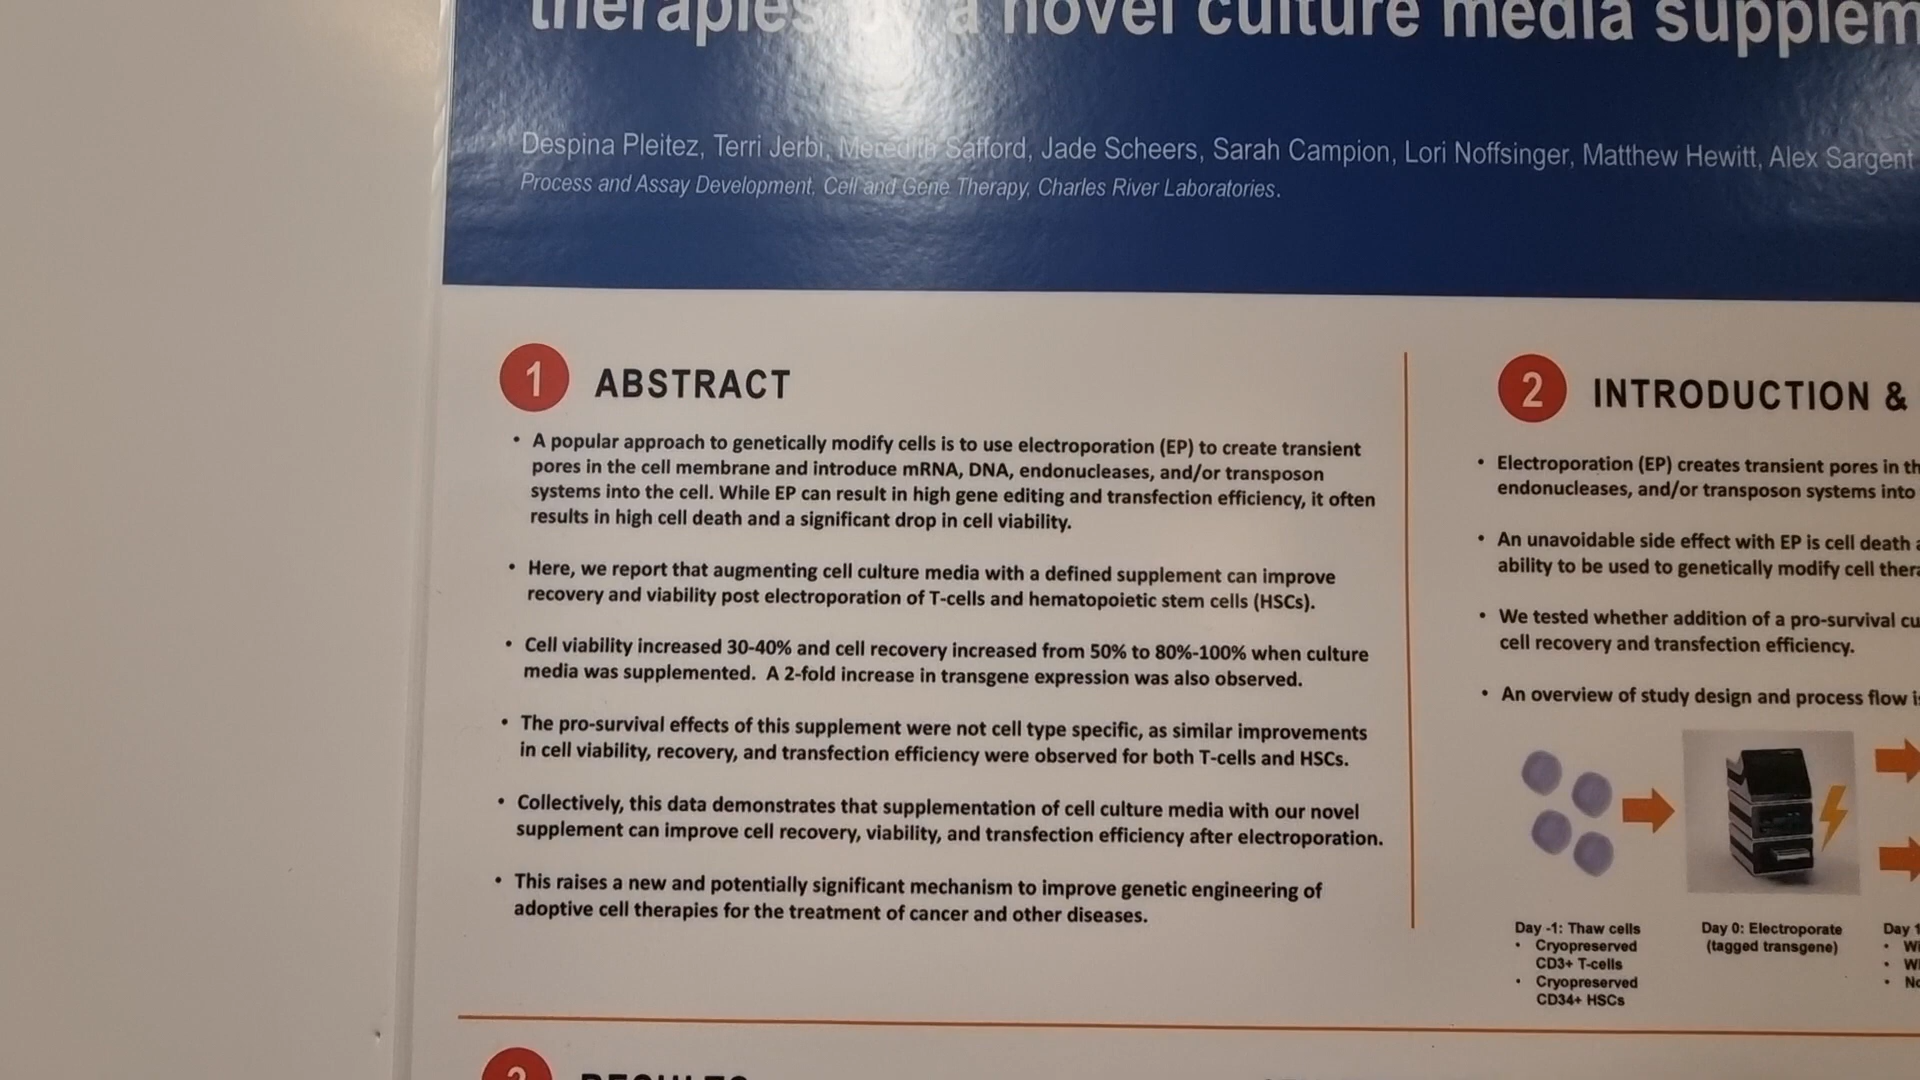 therapies by a novel culture media supplem
Despina Pleitez, Terri Jerbi, Meredith Safford, Jade Scheers, Sarah Campion, Lori Noffsinger, Matthew Hewitt, Alex Sargent
Process and Assay Development, Cell and Gene Therapy, Charles River Laboratories.
1 ABSTRACT
• A popular approach to genetically modify cells is to use electroporation (EP) to create transient
pores in the cell membrane and introduce mRNA, DNA, endonucleases, and/or transposon
systems into the cell. While EP can result in high gene editing and transfection efficiency, it often
results in high cell death and a significant drop in cell viability.
• Here, we report that augmenting cell culture media with a defined supplement can improve
recovery and viability post electroporation of T-cells and hematopoietic stem cells (HSCs).
• Cell viability increased 30-40% and cell recovery increased from 50% to 80%-100% when culture
media was supplemented.  A 2-fold increase in transgene expression was also observed.
• The pro-survival effects of this supplement were not cell type specific, as similar improvements
in cell viability, recovery, and transfection efficiency were observed for both T-cells and HSCs.
• Collectively, this data demonstrates that supplementation of cell culture media with our novel
supplement can improve cell recovery, viability, and transfection efficiency after electroporation.
• This raises a new and potentially significant mechanism to improve genetic engineering of
adoptive cell therapies for the treatment of cancer and other diseases.
2 INTRODUCTION &
• Electroporation (EP) creates transient pores in th
endonucleases, and/or transposon systems into
• An unavoidable side effect with EP is cell death a
ability to be used to genetically modify cell thera
• We tested whether addition of a pro-survival cu
cell recovery and transfection efficiency.
• An overview of study design and process flow is
Day -1: Thaw cells
• Cryopreserved
CD3+ T-cells
• Cryopreserved
CD34+ HSCs
Day 0: Electroporate
(tagged transgene)
Day 1
• Wi
• Wi
• No
3 RESULTS